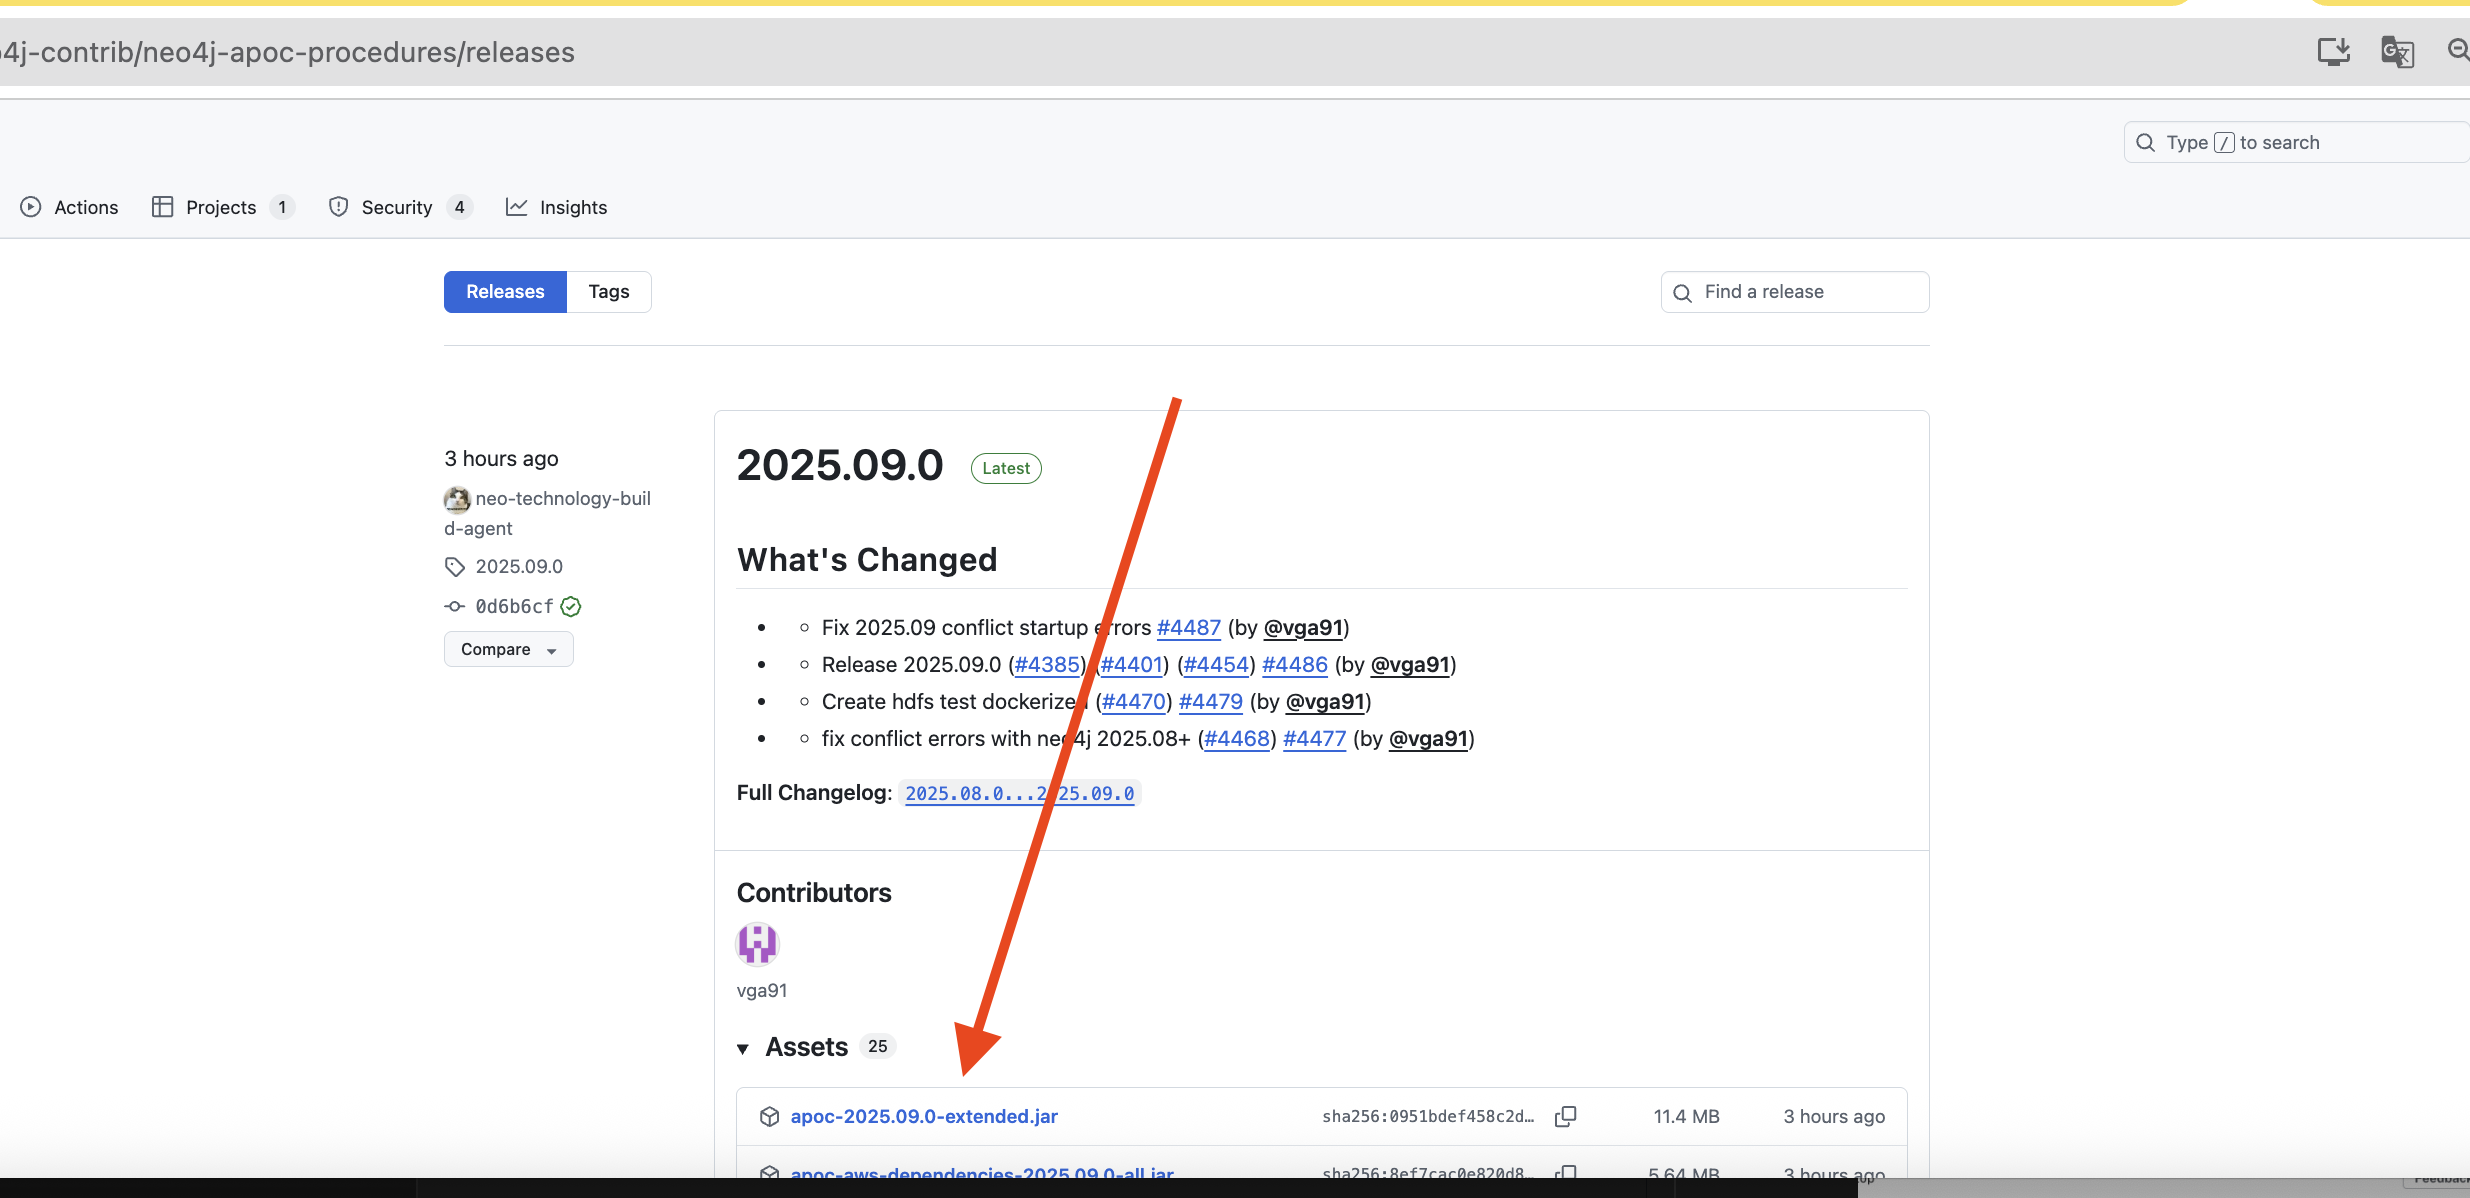 4j-contrib/neo4j-apoc-procedures/releases
Type / to search
Actions Projects 1 Security 4 Insights
Releases Tags
Find a release
3 hours ago
neo-technology-buil
d-agent
2025.09.0
0d6b6cf
Compare
2025.09.0 Latest
What's Changed
Fix 2025.09 conflict startup errors #4487 (by @vga91)
Release 2025.09.0 (#4385) (#4401) (#4454) #4486 (by @vga91)
Create hdfs test dockerized (#4470) #4479 (by @vga91)
fix conflict errors with neo4j 2025.08+ (#4468) #4477 (by @vga91)
Full Changelog: 2025.08.0...2025.09.0
Contributors
vga91
Assets 25
apoc-2025.09.0-extended.jar sha256:0951bdef458c2d… 11.4 MB 3 hours ago
apoc-aws-dependencies-2025.09.0-all.jar sha256:8ef7cac0e820d8… 5.64 MB 3 hours ago
Feedback